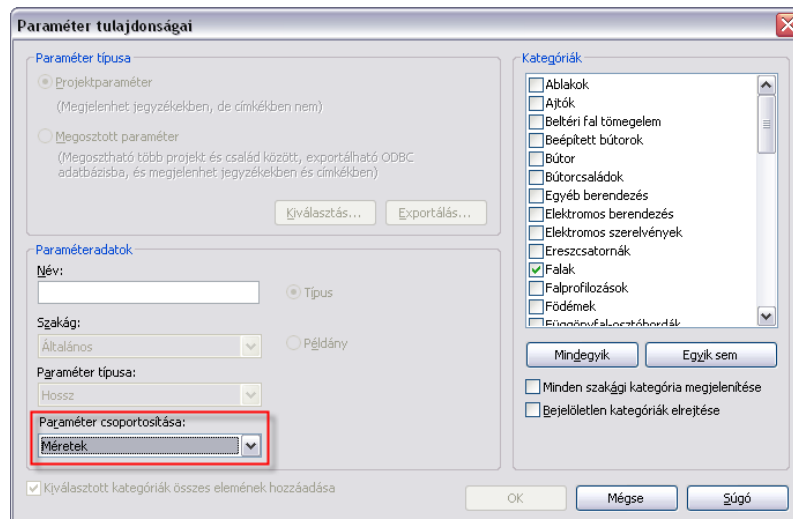 Paraméter tulajdonságai
Paraméter típusa
Projektparaméter
(Megjelenhet jegyzékekben, de címkékben nem)
Megosztott paraméter
(Megosztható több projekt és család között, exportálható ODBC
adatbázisba, és megjelenhet jegyzékekben és címkékben)
Kiválasztás...
Exportálás...
Paraméteradatok
Név:
Típus
Szakág:
Általános
Példány
Paraméter típusa:
Hossz
Paraméter csoportosítása:
Méretek
Kiválasztott kategóriák összes elemének hozzáadása
Kategóriák
Ablakok
Ajtók
Beltéri fal tömegelem
Beépített bútorok
Bútor
Bútorcsaládok
Egyéb berendezés
Elektromos berendezés
Elektromos szerelvények
Ereszcsatornák
Falak
Falprofilozások
Födémek
Függönyfal-osztóbordák
Mindegyik
Egyik sem
Minden szakági kategória megjelenítése
Bejelöletlen kategóriák elrejtése
OK
Mégse
Súgó